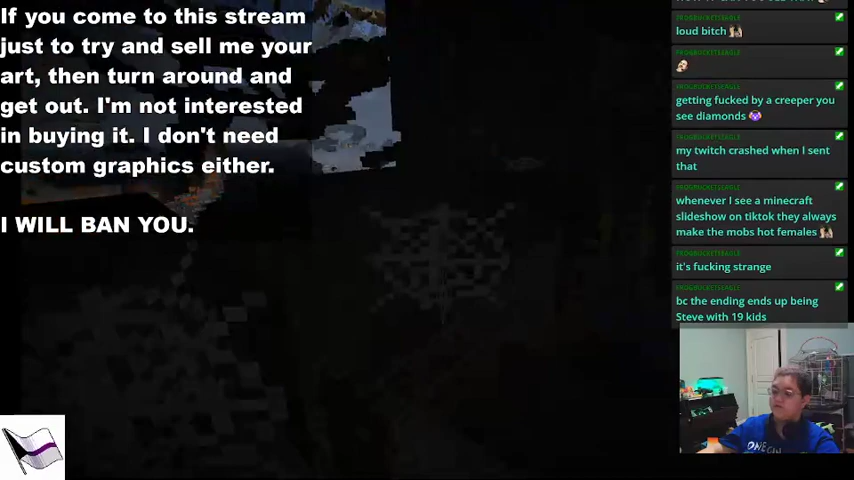 If you come to this stream
just to try and sell me your
art, then turn around and
get out. I'm not interested
in buying it. I don't need
custom graphics either.
I WILL BAN YOU.
loud bitch
getting fucked by a creeper you
see diamonds
my twitch crashed when I sent
that
whenever I see a minecraft
slideshow on tiktok they always
make the mobs hot females
it's fucking strange
bc the ending ends up being
Steve with 19 kids